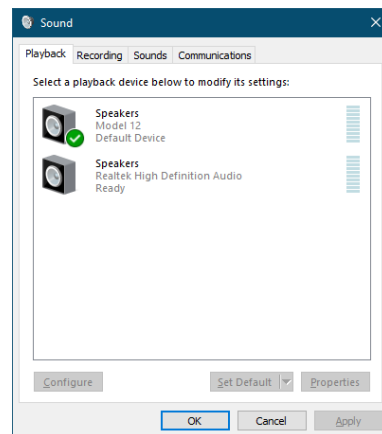 Sound
Playback Recording Sounds Communications
Select a playback device below to modify its settings:
Speakers
Model 12
Default Device
Speakers
Realtek High Definition Audio
Ready
Configure Set Default Properties
OK Cancel Apply